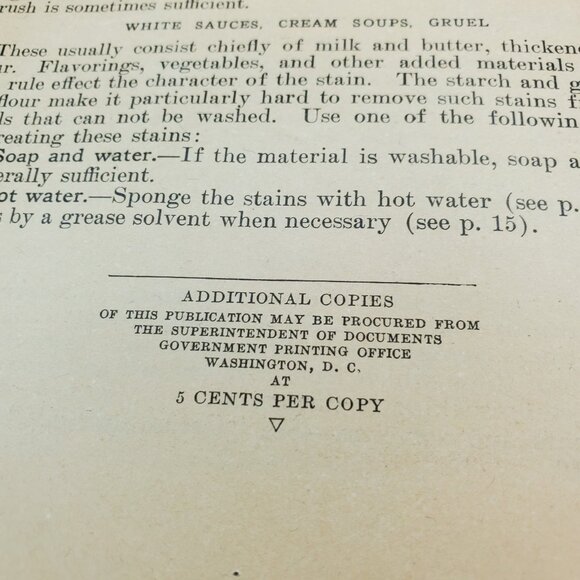 rush is sometimes sufficient.
WHITE SAUCES, CREAM SOUPS, GRUEL
These usually consist chiefly of milk and butter, thickene
ur. Flavorings, vegetables, and other added materials
rule effect the character of the stain. The starch and g
flour make it particularly hard to remove such stains f
ls that can not be washed. Use one of the followin
reating these stains:
Soap and water.—If the material is washable, soap a
erally sufficient.
ot water.—Sponge the stains with hot water (see p.
s by a grease solvent when necessary (see p. 15).
ADDITIONAL COPIES
OF THIS PUBLICATION MAY BE PROCURED FROM
THE SUPERINTENDENT OF DOCUMENTS
GOVERNMENT PRINTING OFFICE
WASHINGTON, D. C.
AT
5 CENTS PER COPY
▽